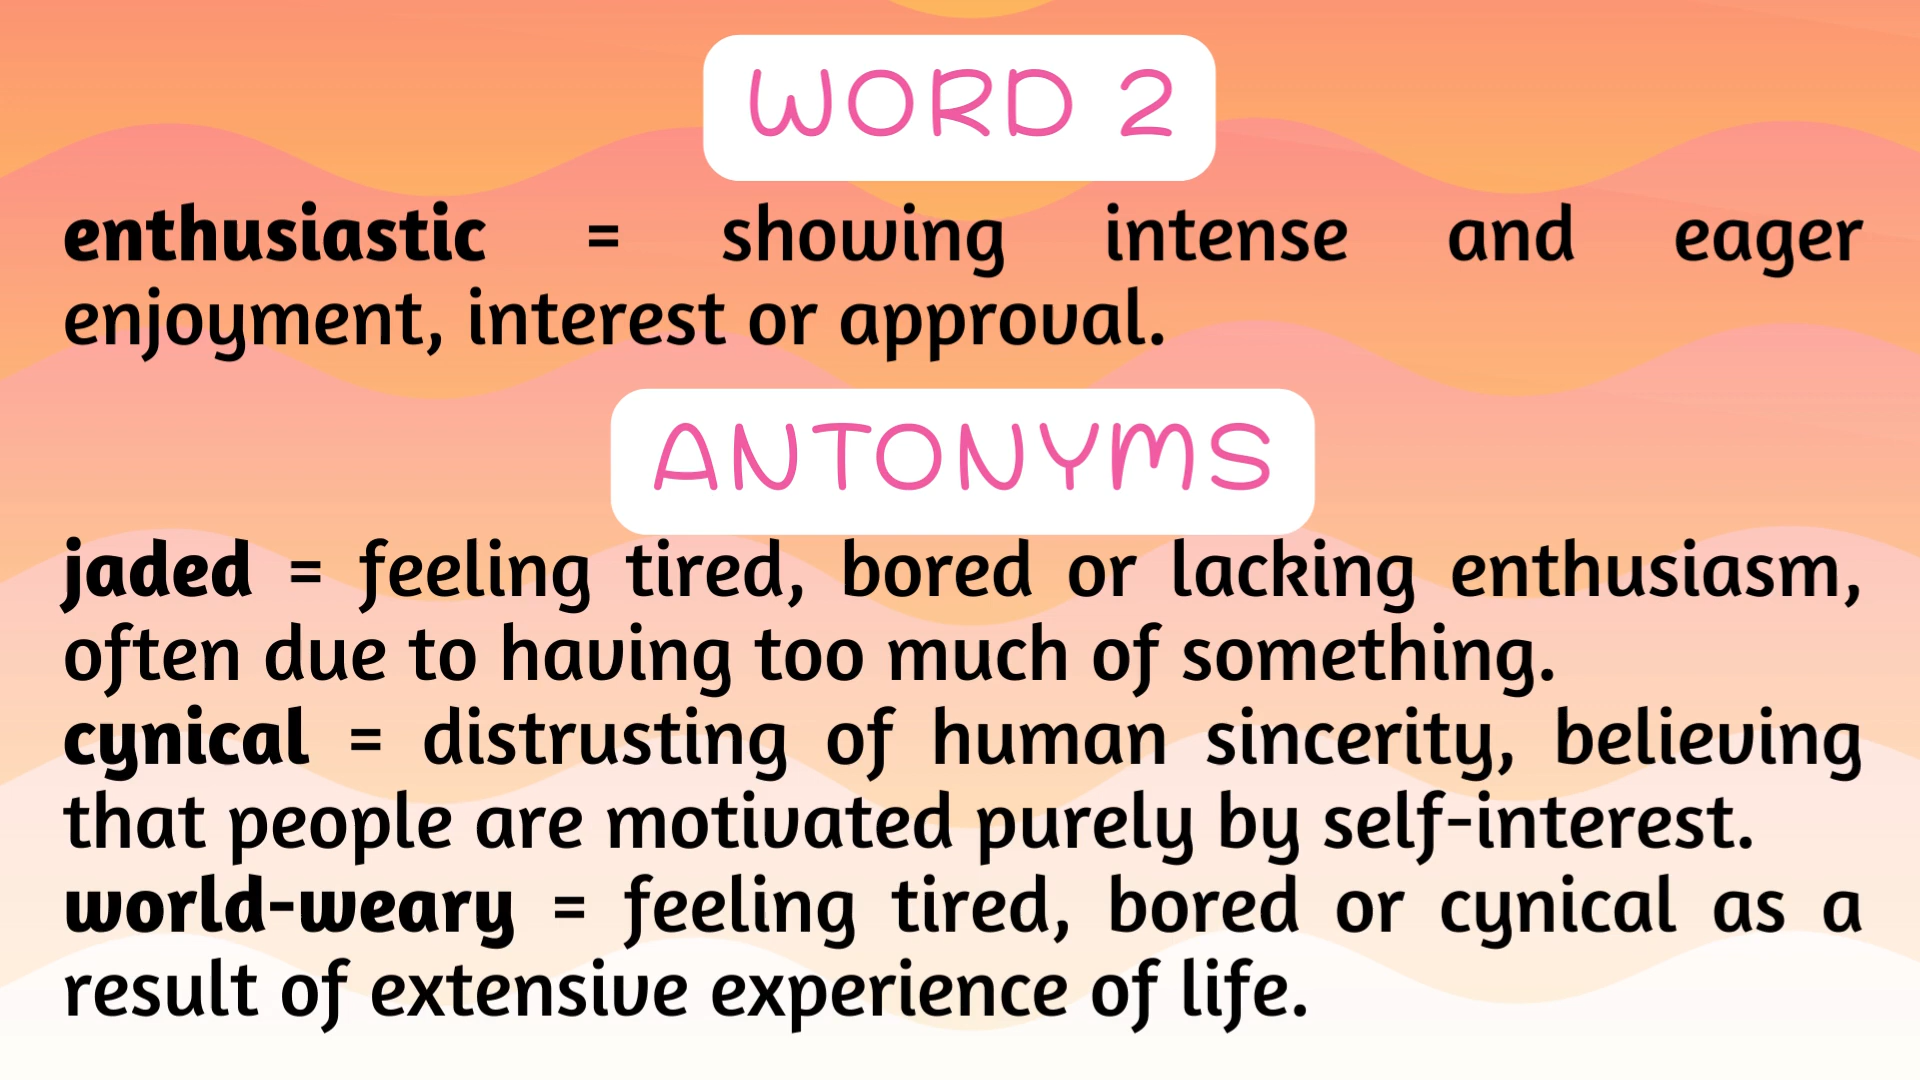 WORD 2
enthusiastic = showing intense and eager
enjoyment, interest or approval.
ANTONYMS
jaded = feeling tired, bored or lacking enthusiasm,
often due to having too much of something.
cynical = distrusting of human sincerity, believing
that people are motivated purely by self-interest.
world-weary = feeling tired, bored or cynical as a
result of extensive experience of life.